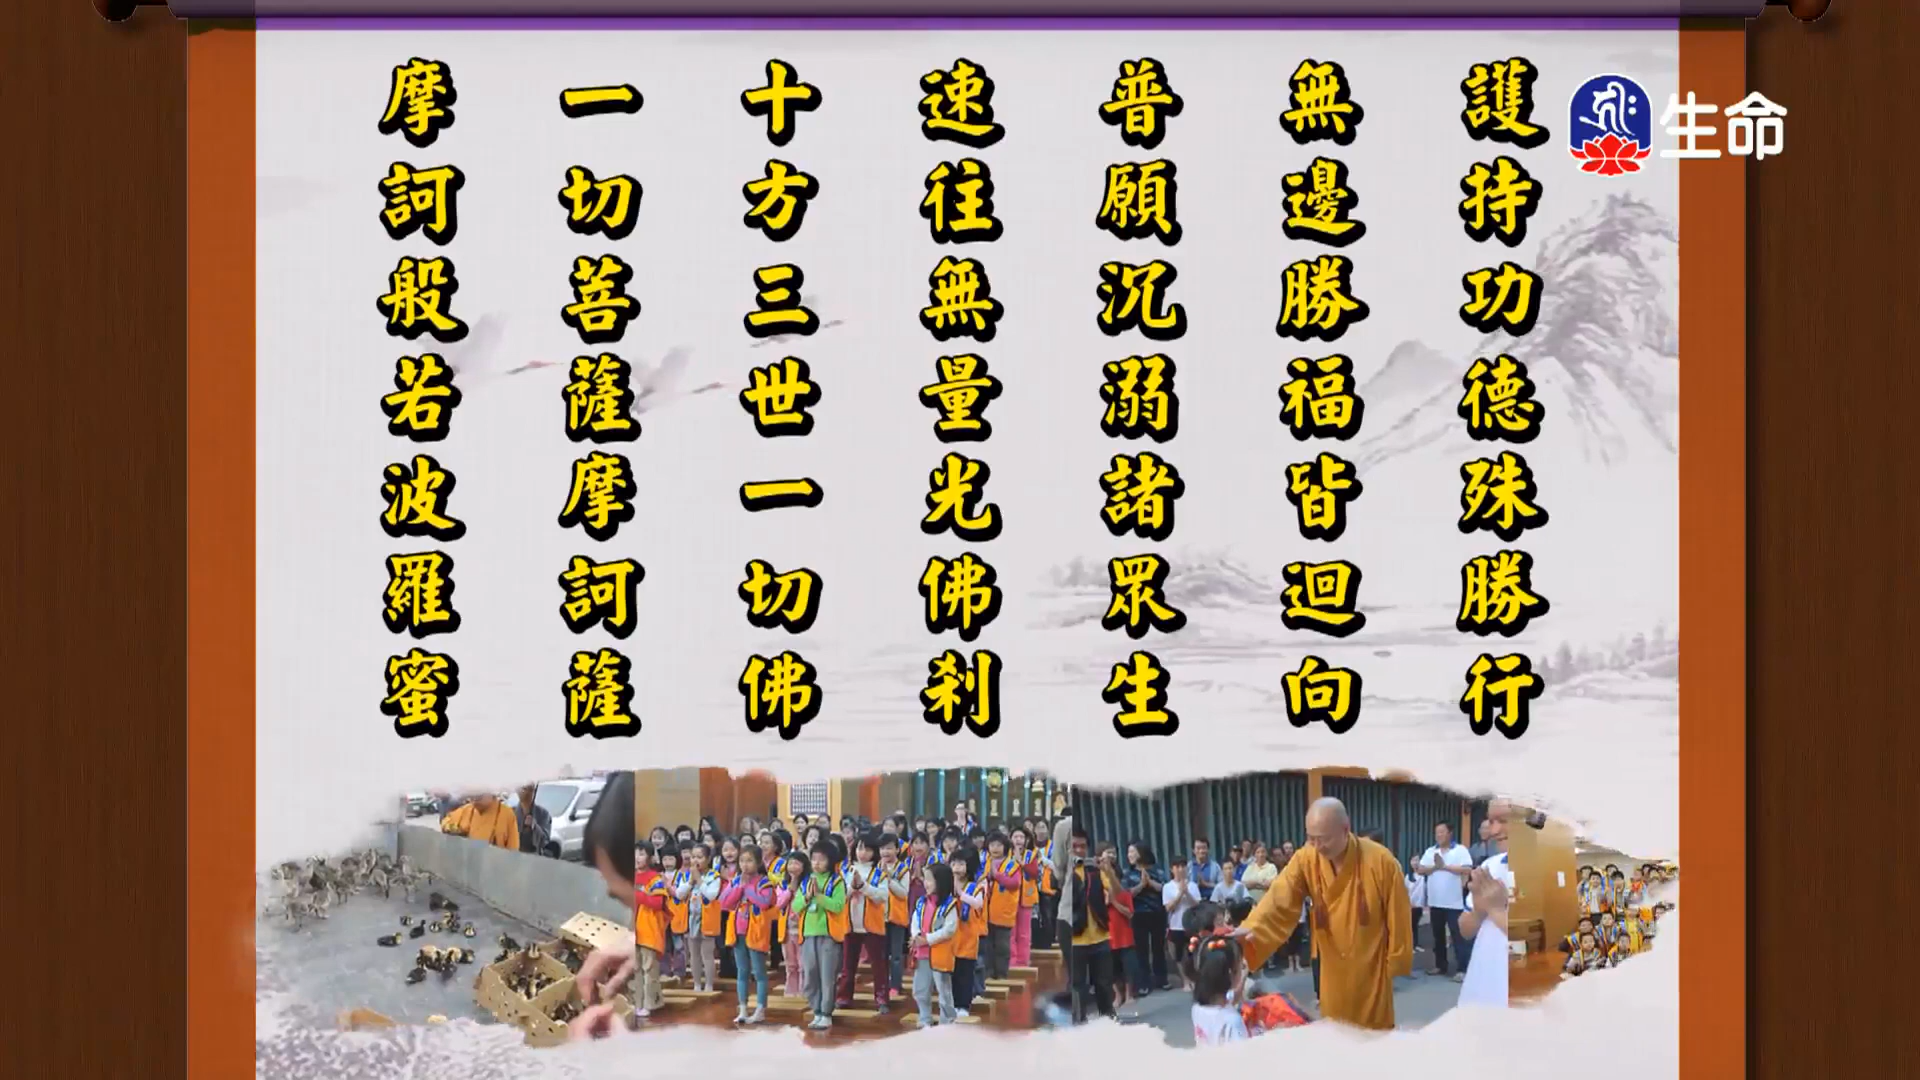 護持功德殊勝行
無邊勝福皆迴向
普願沉溺諸眾生
速往無量光佛剎
十方三世一切佛
一切菩薩摩訶薩
摩訶般若波羅蜜
生命